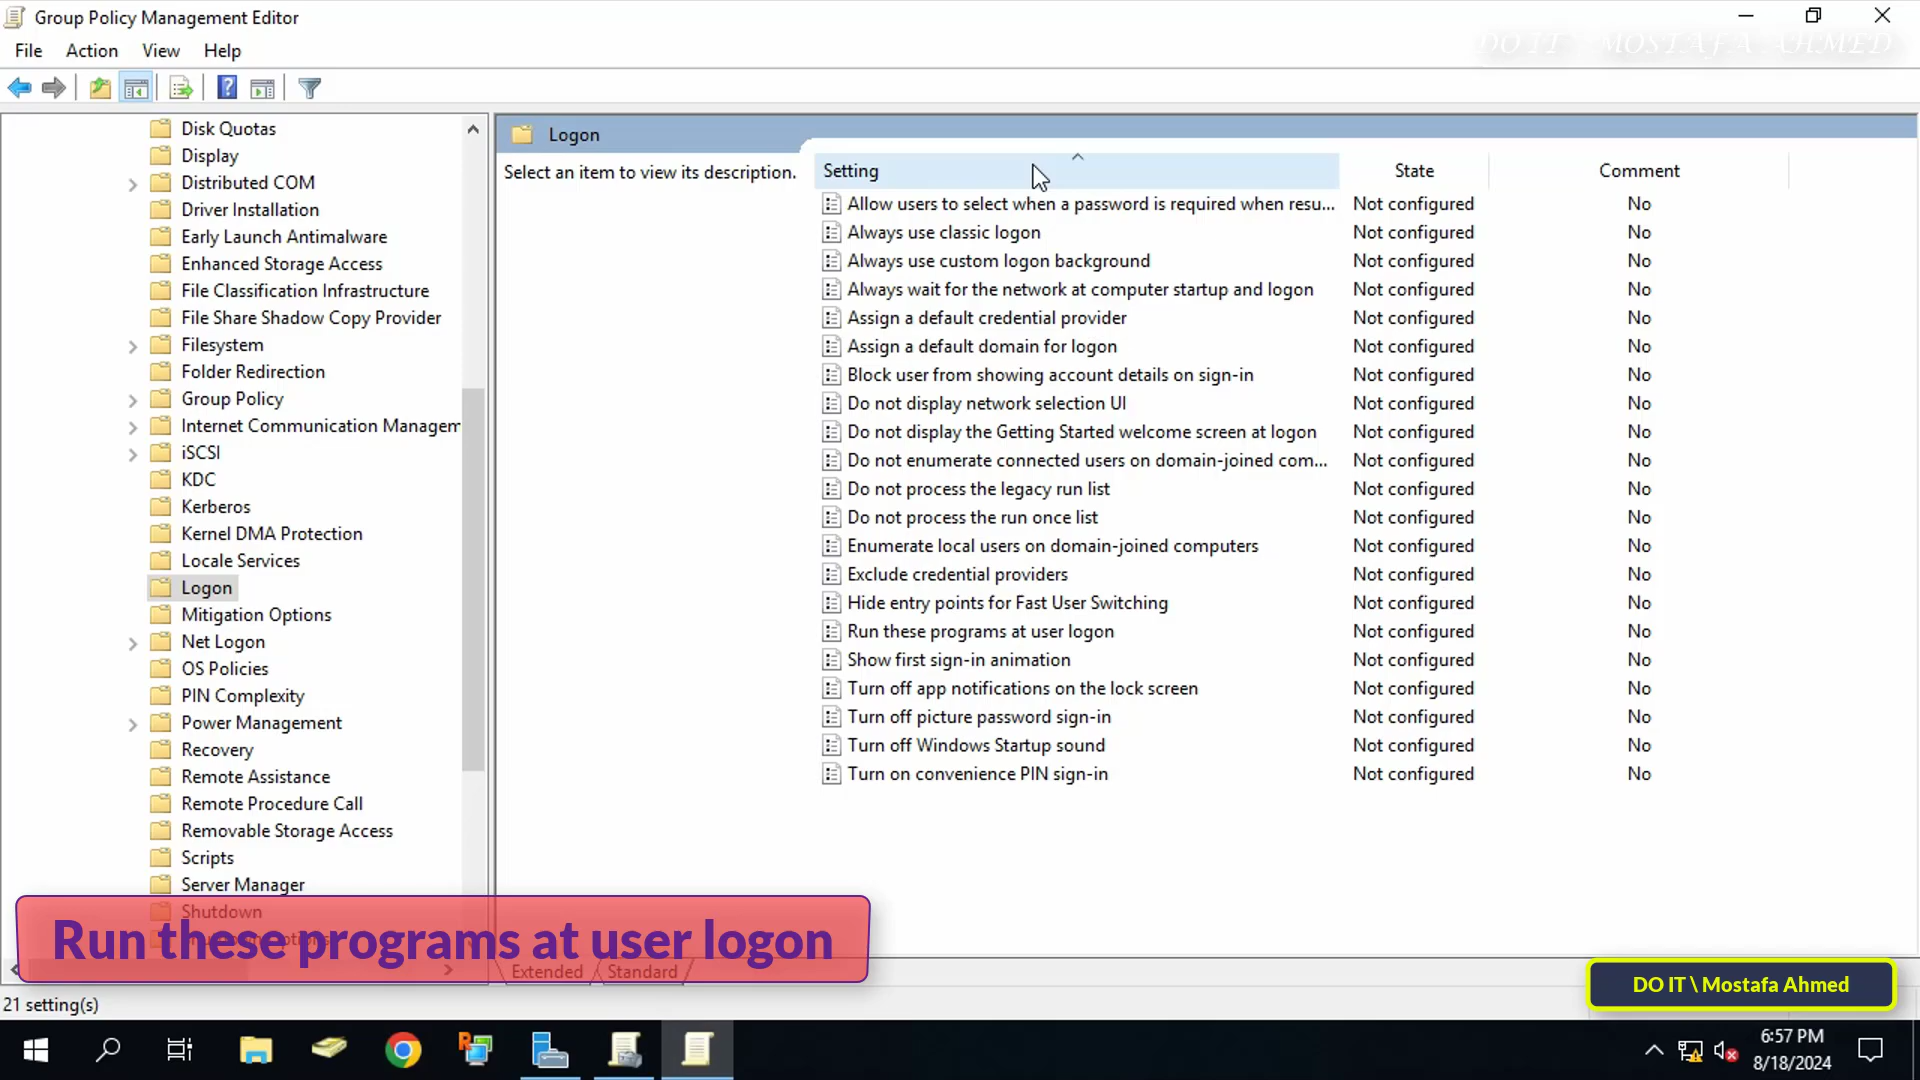 Group Policy Management Editor
DO IT \ MOSTAFA AHMED
File Action View Help
Disk Quotas
Display
Distributed COM
Driver Installation
Early Launch Antimalware
Enhanced Storage Access
File Classification Infrastructure
File Share Shadow Copy Provider
Filesystem
Folder Redirection
Group Policy
Internet Communication Managem
iSCSI
KDC
Kerberos
Kernel DMA Protection
Locale Services
Logon
Mitigation Options
Net Logon
OS Policies
PIN Complexity
Power Management
Recovery
Remote Assistance
Remote Procedure Call
Removable Storage Access
Scripts
Server Manager
Shutdown
Logon
Select an item to view its description.
Setting State Comment
Allow users to select when a password is required when resu... Not configured No
Always use classic logon Not configured No
Always use custom logon background Not configured No
Always wait for the network at computer startup and logon Not configured No
Assign a default credential provider Not configured No
Assign a default domain for logon Not configured No
Block user from showing account details on sign-in Not configured No
Do not display network selection UI Not configured No
Do not display the Getting Started welcome screen at logon Not configured No
Do not enumerate connected users on domain-joined com... Not configured No
Do not process the legacy run list Not configured No
Do not process the run once list Not configured No
Enumerate local users on domain-joined computers Not configured No
Exclude credential providers Not configured No
Hide entry points for Fast User Switching Not configured No
Run these programs at user logon Not configured No
Show first sign-in animation Not configured No
Turn off app notifications on the lock screen Not configured No
Turn off picture password sign-in Not configured No
Turn off Windows Startup sound Not configured No
Turn on convenience PIN sign-in Not configured No
Run these programs at user logon
Extended Standard
DO IT \ Mostafa Ahmed
21 setting(s)
6:57 PM
8/18/2024